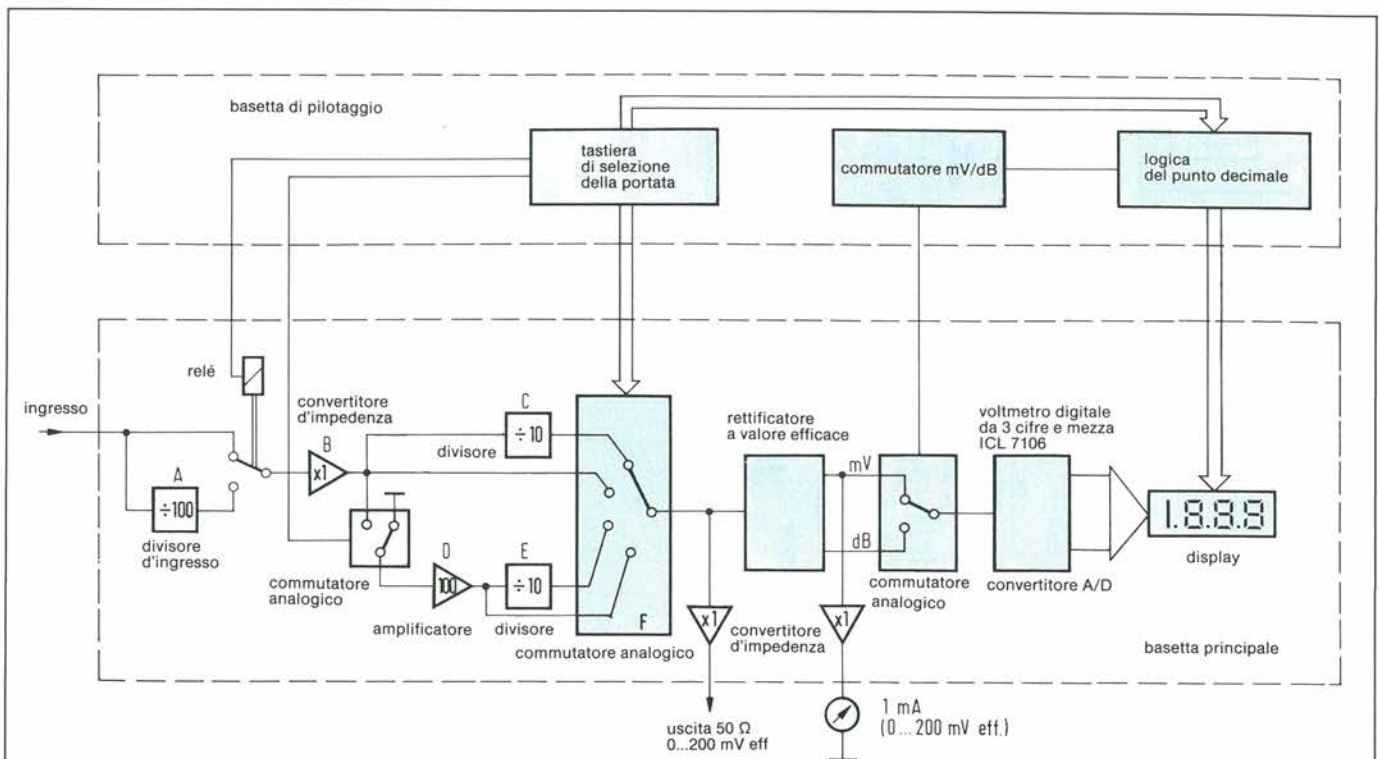 basetta di pilotaggio
tastiera
di selezione
della portata
commutatore mV/dB
logica
del punto decimale
relé
ingresso
A
÷100
divisore
d'ingresso
convertitore
d'impedenza
B
x1
C
÷10
divisore
commutatore
analogico
D
100
amplificatore
E
÷10
divisore
F
commutatore analogico
rettificatore
a valore efficace
mV
dB
commutatore
analogico
voltmetro digitale
da 3 cifre e mezza
ICL 7106
convertitore A/D
1.8.8.8
display
x1
convertitore
d'impedenza
x1
basetta principale
uscita 50 Ω
0...200 mV eff
1 mA
(0...200 mV eff.)